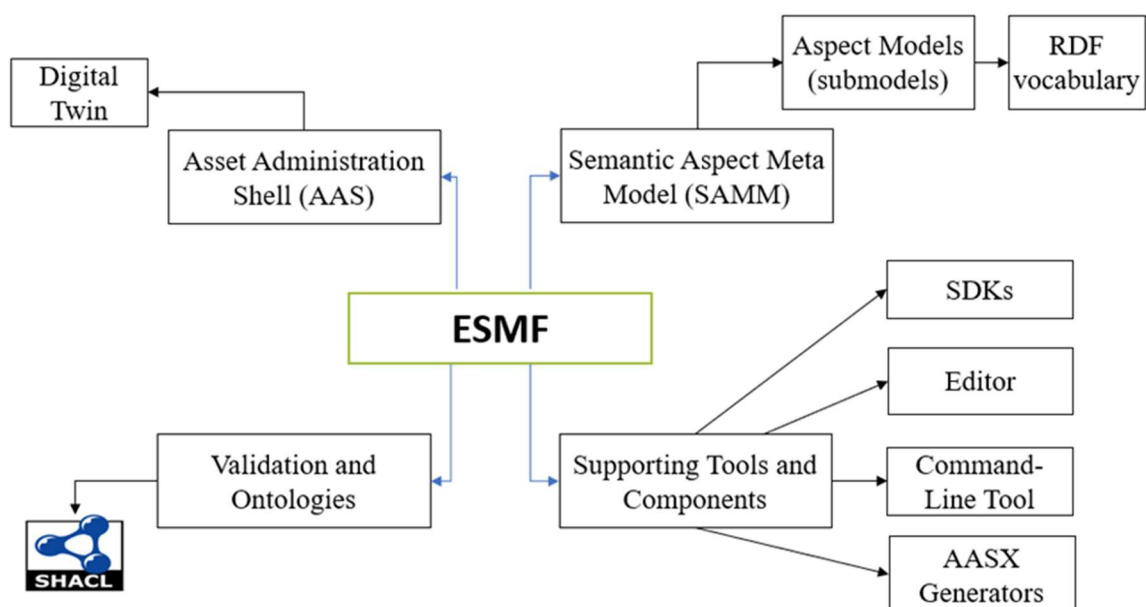 Digital
Twin
Asset Administration
Shell (AAS)
Semantic Aspect Meta
Model (SAMM)
Aspect Models
(submodels)
RDF
vocabulary
ESMF
Validation and
Ontologies
SHACL
Supporting Tools and
Components
SDKs
Editor
Command-
Line Tool
AASX
Generators